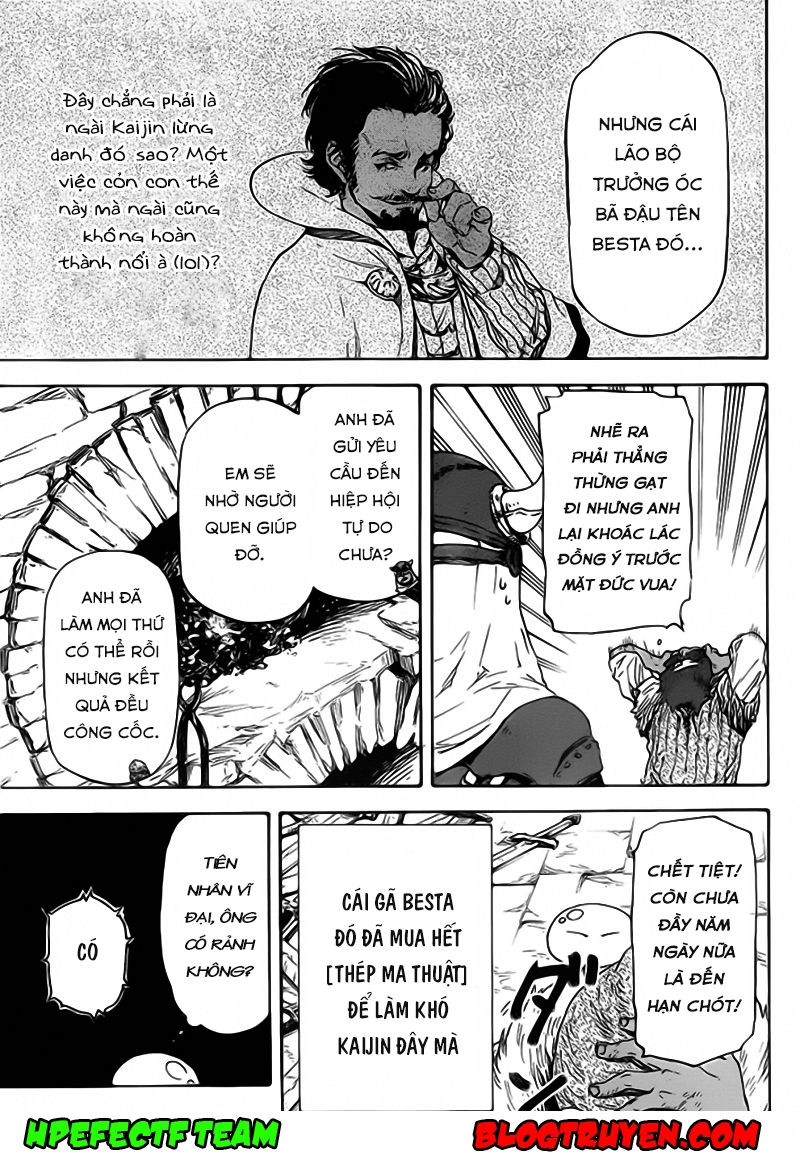 NHƯNG CÁI
LÃO BỘ
TRƯỞNG ÓC
BÃ ĐẬU TÊN
BESTA ĐÓ...
Đây chẳng phải là
ngài Kaijin lừng
danh đó sao? Một
việc cỏn con thế
này mà ngài cũng
không hoàn
thành nổi à (lol)?
NHẼ RA
PHẢI THẲNG
THỪNG GẠT
ĐI NHƯNG ANH
LẠI KHOÁC LÁC
ĐỒNG Ý TRƯỚC
MẶT ĐỨC VUA!
ANH ĐÃ
GỬI YÊU
CẦU ĐẾN
HIỆP HỘI
TỰ DO
CHƯA?
EM SẼ
NHỜ NGƯỜI
QUEN GIÚP
ĐỠ.
ANH ĐÃ
LÀM MỌI THỨ
CÓ THỂ RỒI
NHƯNG KẾT
QUẢ ĐỀU
CÔNG CỐC.
CHẾT TIỆT!
CÒN CHƯA
ĐẦY NĂM
NGÀY NỮA
LÀ ĐẾN
HẠN CHÓT!
ダンッ
CÁI GÃ BESTA
ĐÓ ĐÃ MUA HẾT
[THÉP MA THUẬT]
ĐỂ LÀM KHÓ
KAIJIN ĐÂY MÀ
TIÊN
NHÂN VĨ
ĐẠI, ÔNG
CÓ RẢNH
KHÔNG?
CÓ
UPEFECTF TEAM
BLOGTRUYEN.COM